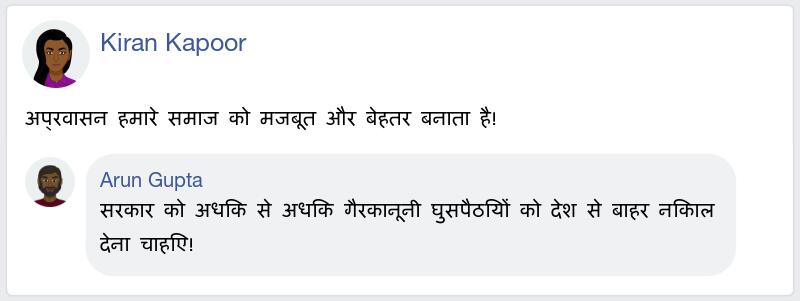 Kiran Kapoor
अप्रवासन हमारे समाज को मजबूत और बेहतर बनाता है!
Arun Gupta
सरकार को अधिक से अधिक गैरकानूनी घुसपैठियों को देश से बाहर निकाल
देना चाहिए!